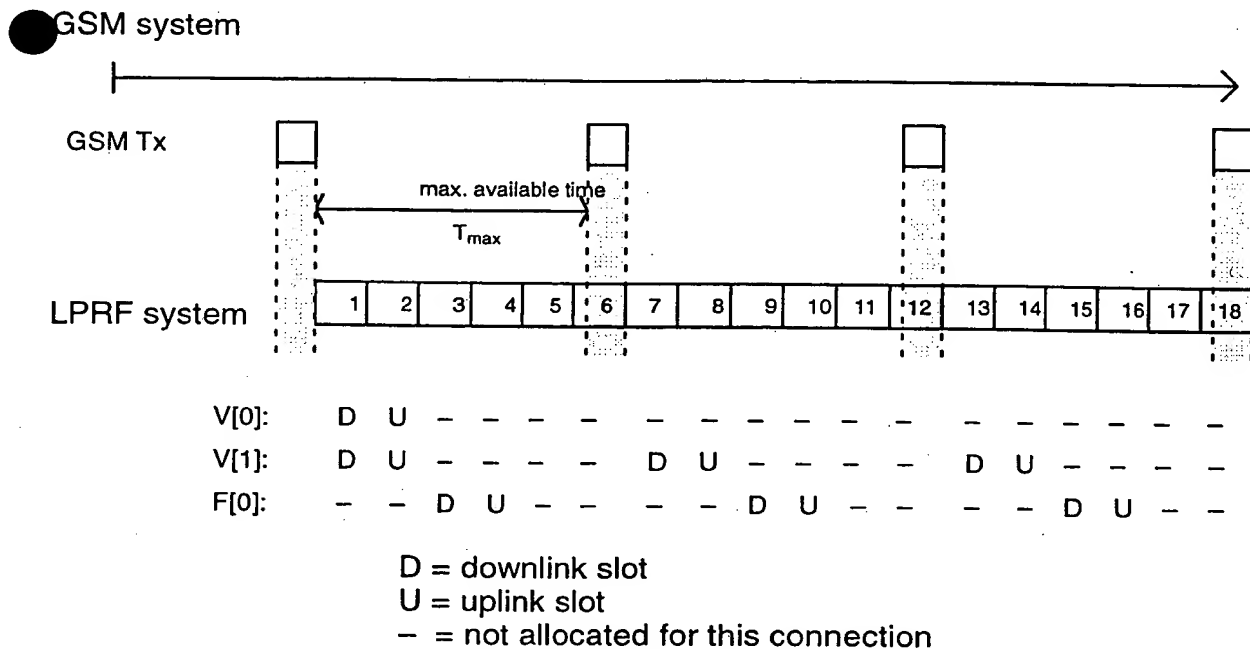 GSM system
GSM Tx
max. available time
Tmax
LPRF system 1 2 3 4 5 6 7 8 9 10 11 12 13 14 15 16 17 18
V[0]: D U – – – – – – – – – – – – – – – –
V[1]: D U – – – – D U – – – – D U – – – –
F[0]: – – D U – – – – D U – – – – D U – –
D = downlink slot
U = uplink slot
– = not allocated for this connection